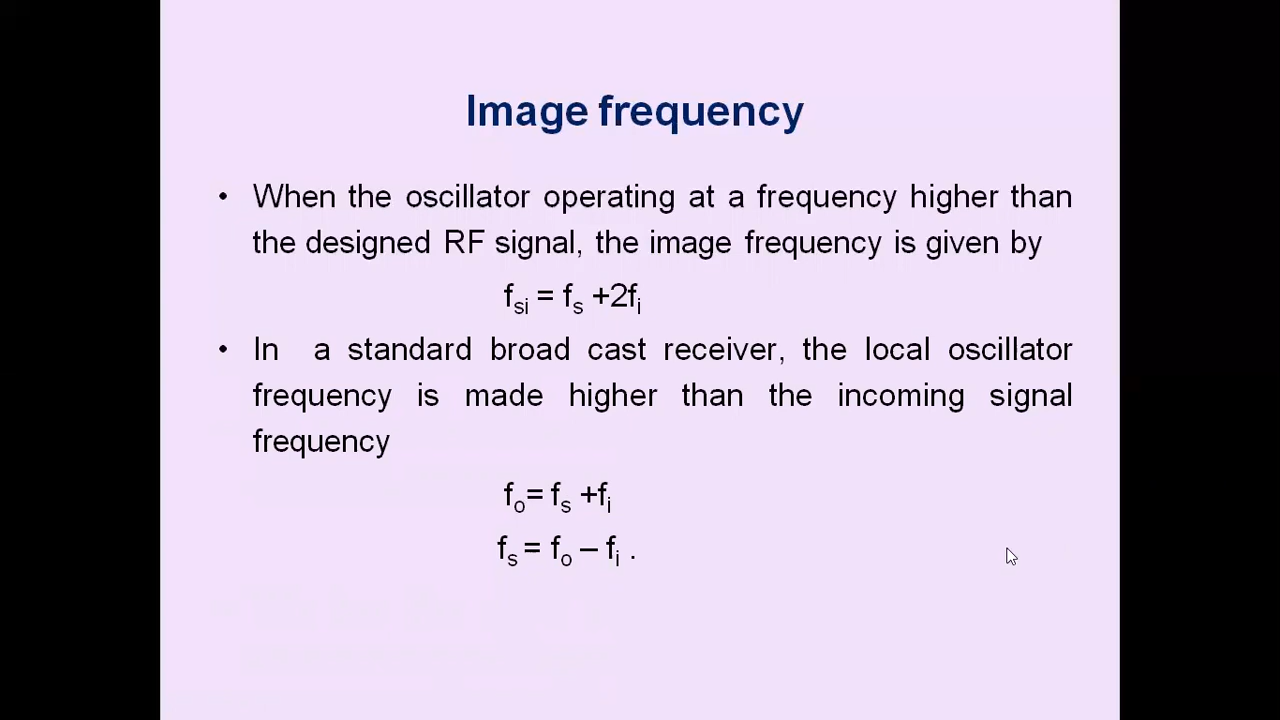 Image frequency
• When the oscillator operating at a frequency higher than
the designed RF signal, the image frequency is given by
fsi = fs +2fi
• In a standard broad cast receiver, the local oscillator
frequency is made higher than the incoming signal
frequency
fo= fs +fi
fs = fo – fi .